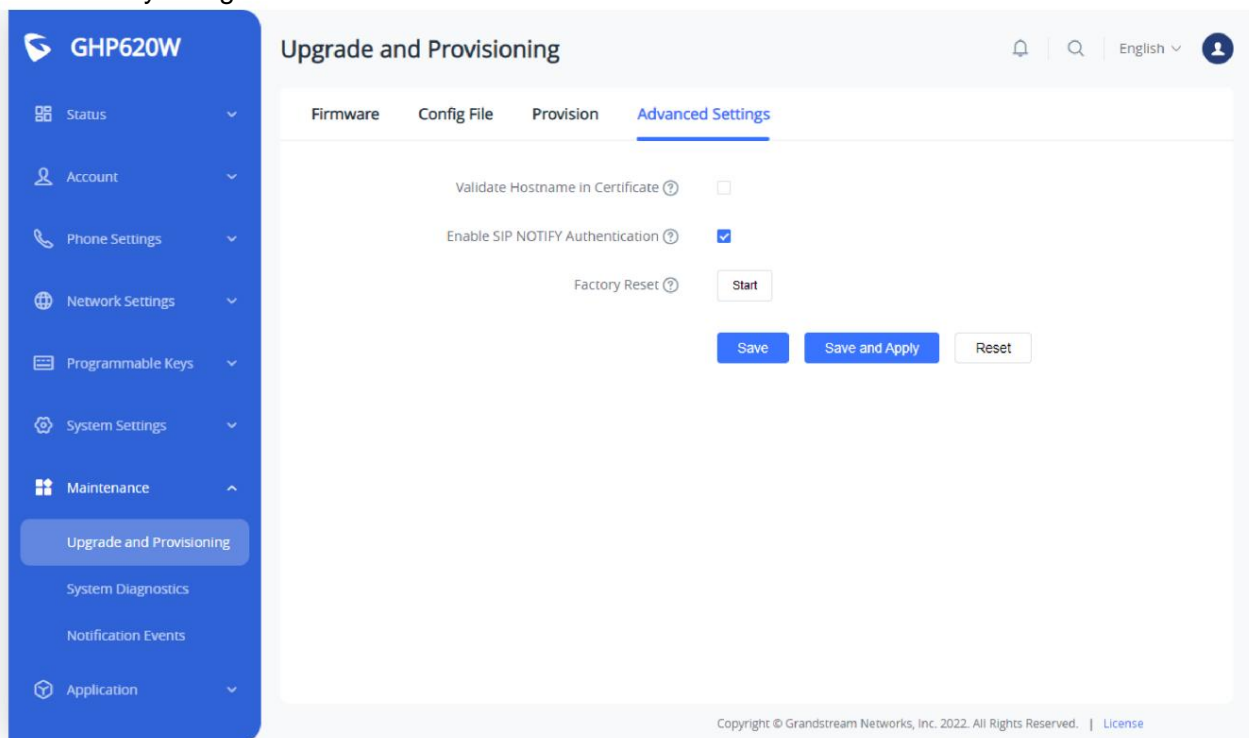 GHP620W
Upgrade and Provisioning
English
Status
Account
Phone Settings
Network Settings
Programmable Keys
System Settings
Maintenance
Upgrade and Provisioning
System Diagnostics
Notification Events
Application
Firmware Config File Provision Advanced Settings
Validate Hostname in Certificate ?
Enable SIP NOTIFY Authentication ?
Factory Reset ? Start
Save Save and Apply Reset
Copyright © Grandstream Networks, Inc. 2022. All Rights Reserved. | License